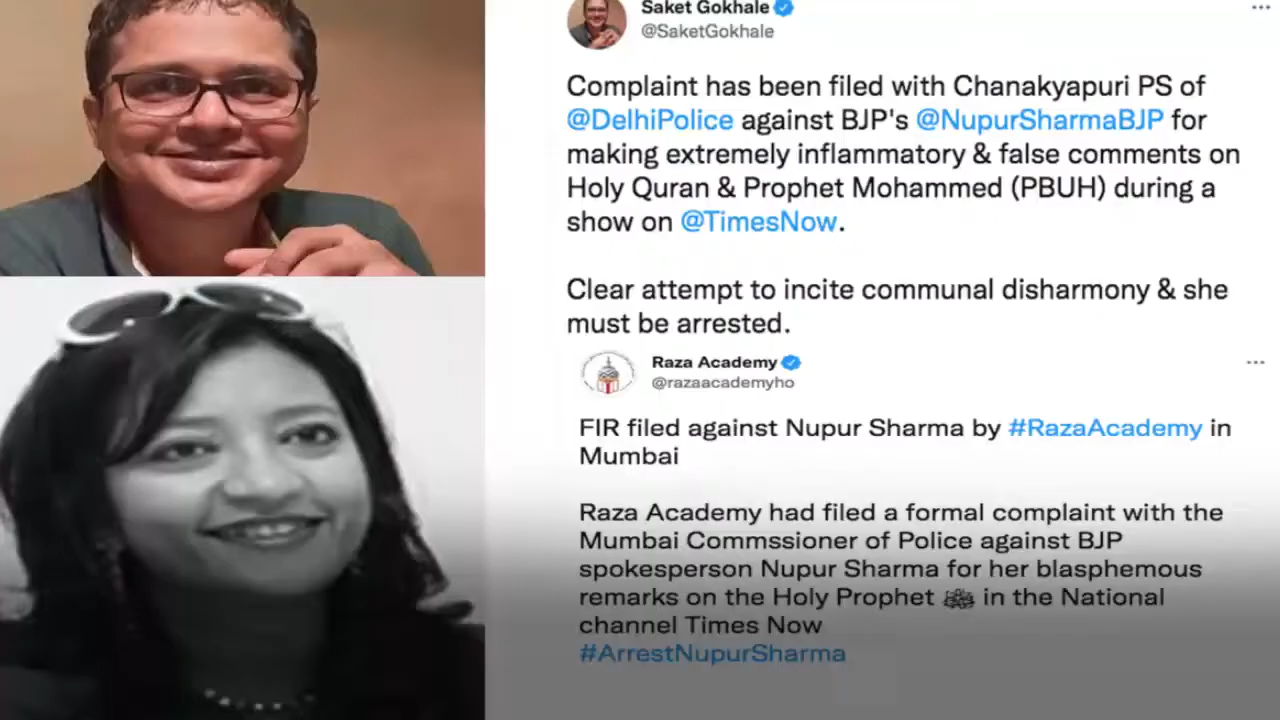 Saket Gokhale
@SaketGokhale
Complaint has been filed with Chanakyapuri PS of
@DelhiPolice against BJP's @NupurSharmaBJP for
making extremely inflammatory & false comments on
Holy Quran & Prophet Mohammed (PBUH) during a
show on @TimesNow.
Clear attempt to incite communal disharmony & she
must be arrested.
Raza Academy
@razaacademyho
FIR filed against Nupur Sharma by #RazaAcademy in
Mumbai
Raza Academy had filed a formal complaint with the
Mumbai Commssioner of Police against BJP
spokesperson Nupur Sharma for her blasphemous
remarks on the Holy Prophet ﷺ in the National
channel Times Now
#ArrestNupurSharma